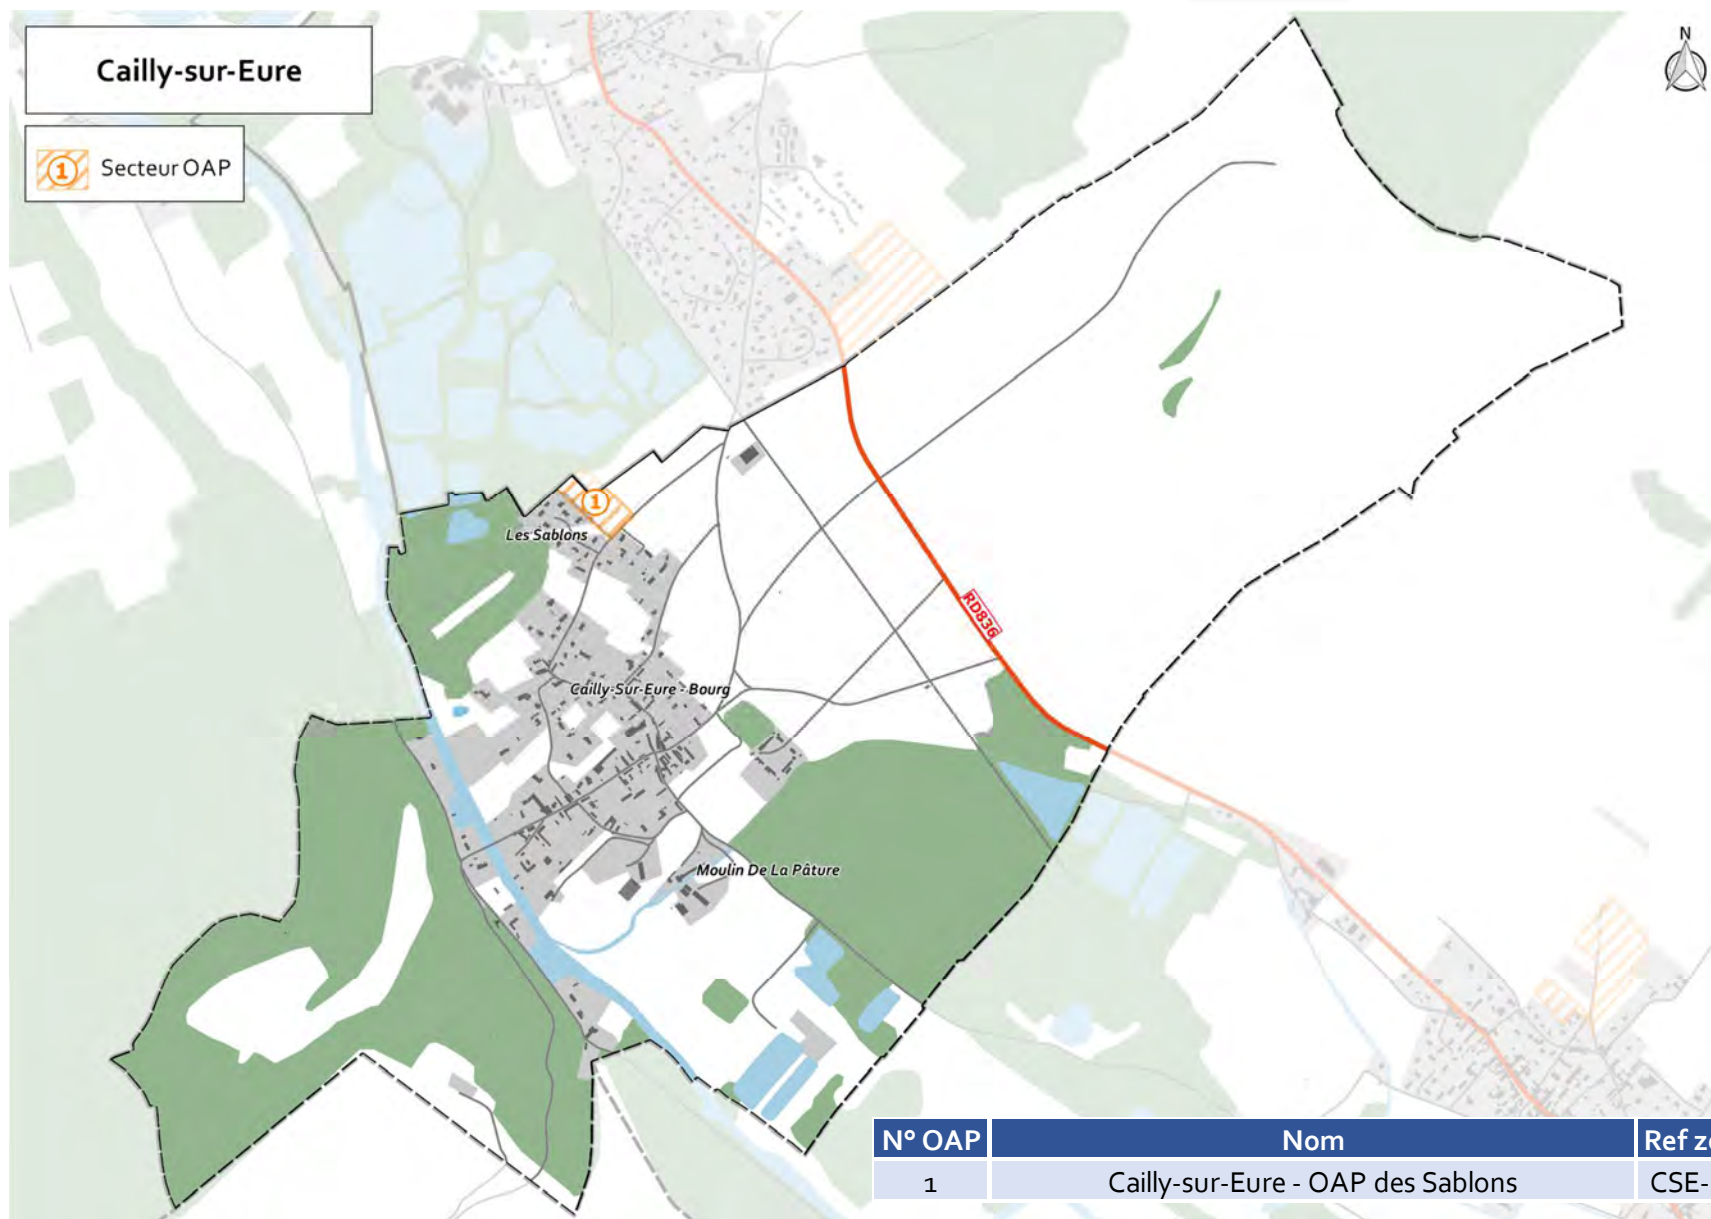 Cailly-sur-Eure
N
1 Secteur OAP
1
Les Sablons
RD836
Cailly-Sur-Eure - Bourg
Moulin De La Pâture
N° OAP Nom Ref
1 Cailly-sur-Eure - OAP des Sablons CSE-